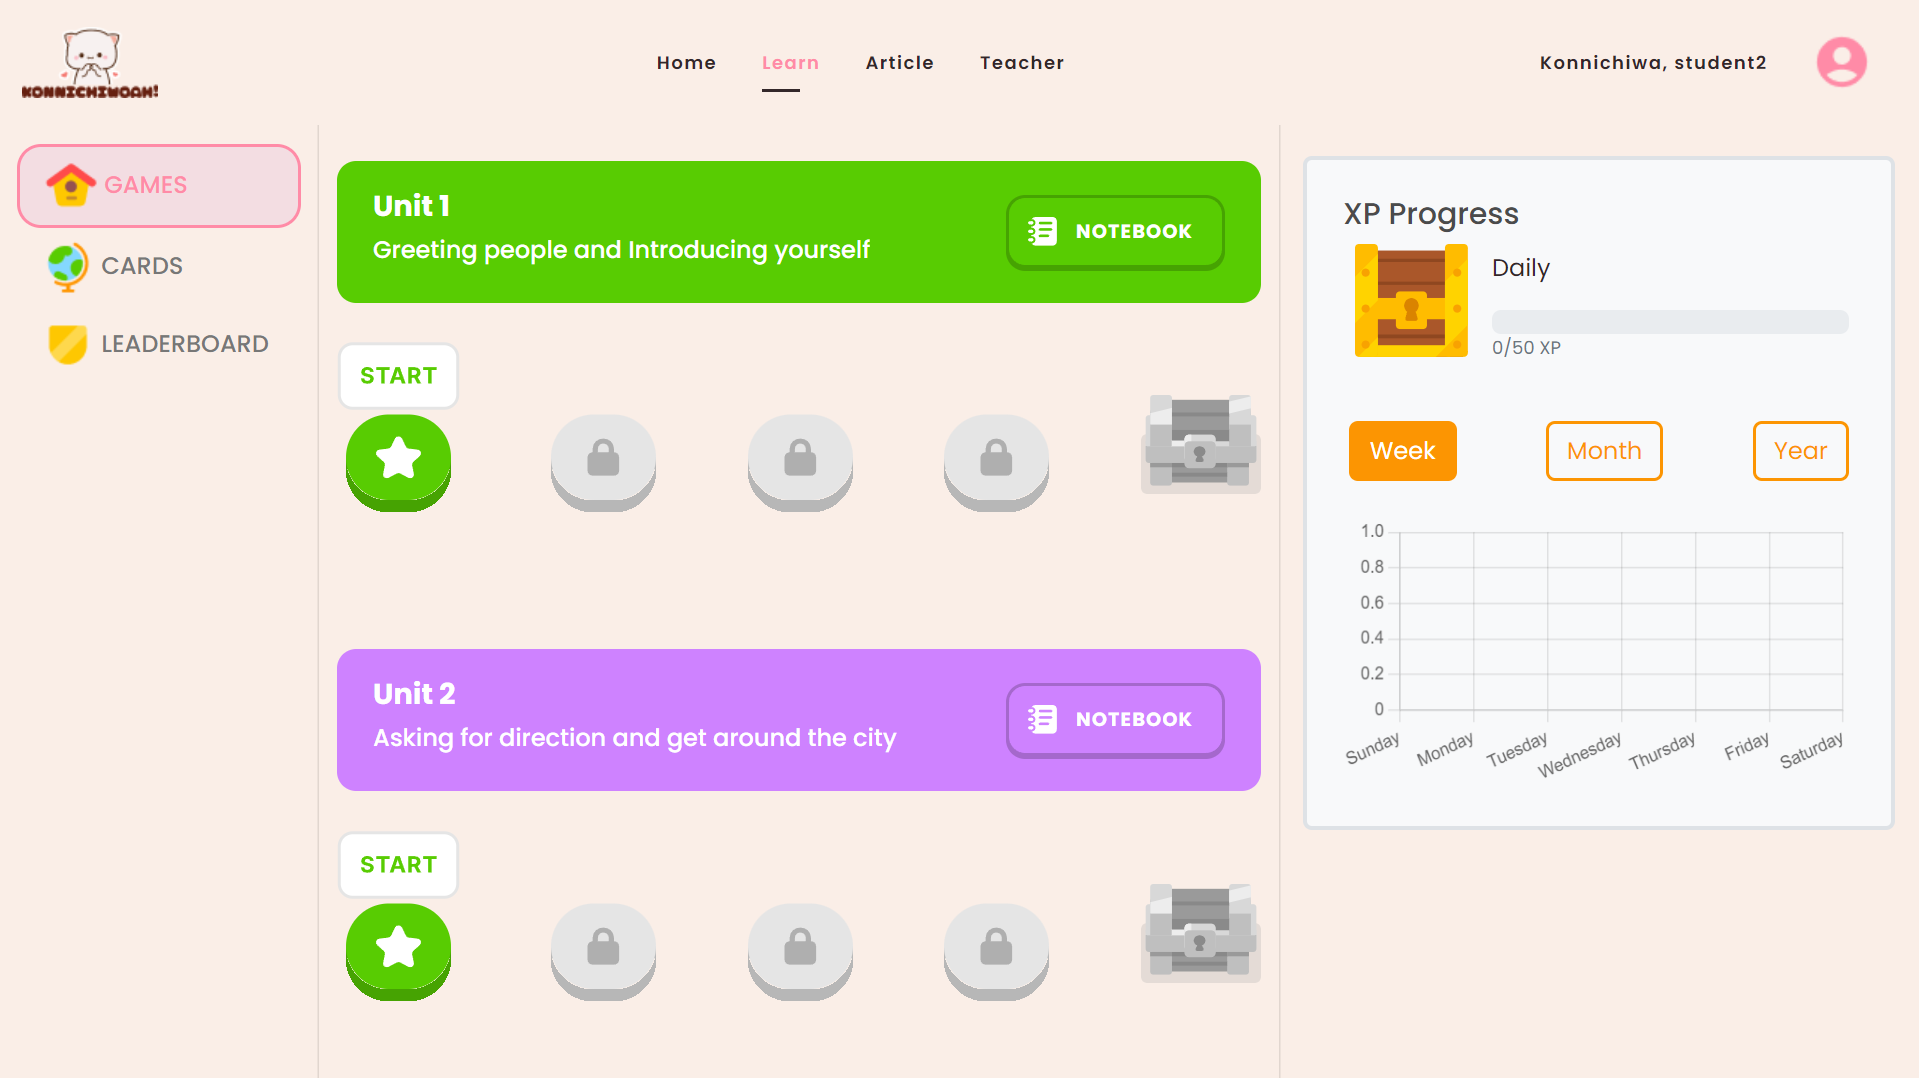 KONNICHIWOAH!
Home
Learn
Article
Teacher
Konnichiwa, student2
GAMES
CARDS
LEADERBOARD
Unit 1
Greeting people and Introducing yourself
NOTEBOOK
START
Unit 2
Asking for direction and get around the city
NOTEBOOK
START
XP Progress
Daily
0/50 XP
Week
Month
Year
1.0
0.8
0.6
0.4
0.2
0
Sunday
Monday
Tuesday
Wednesday
Thursday
Friday
Saturday